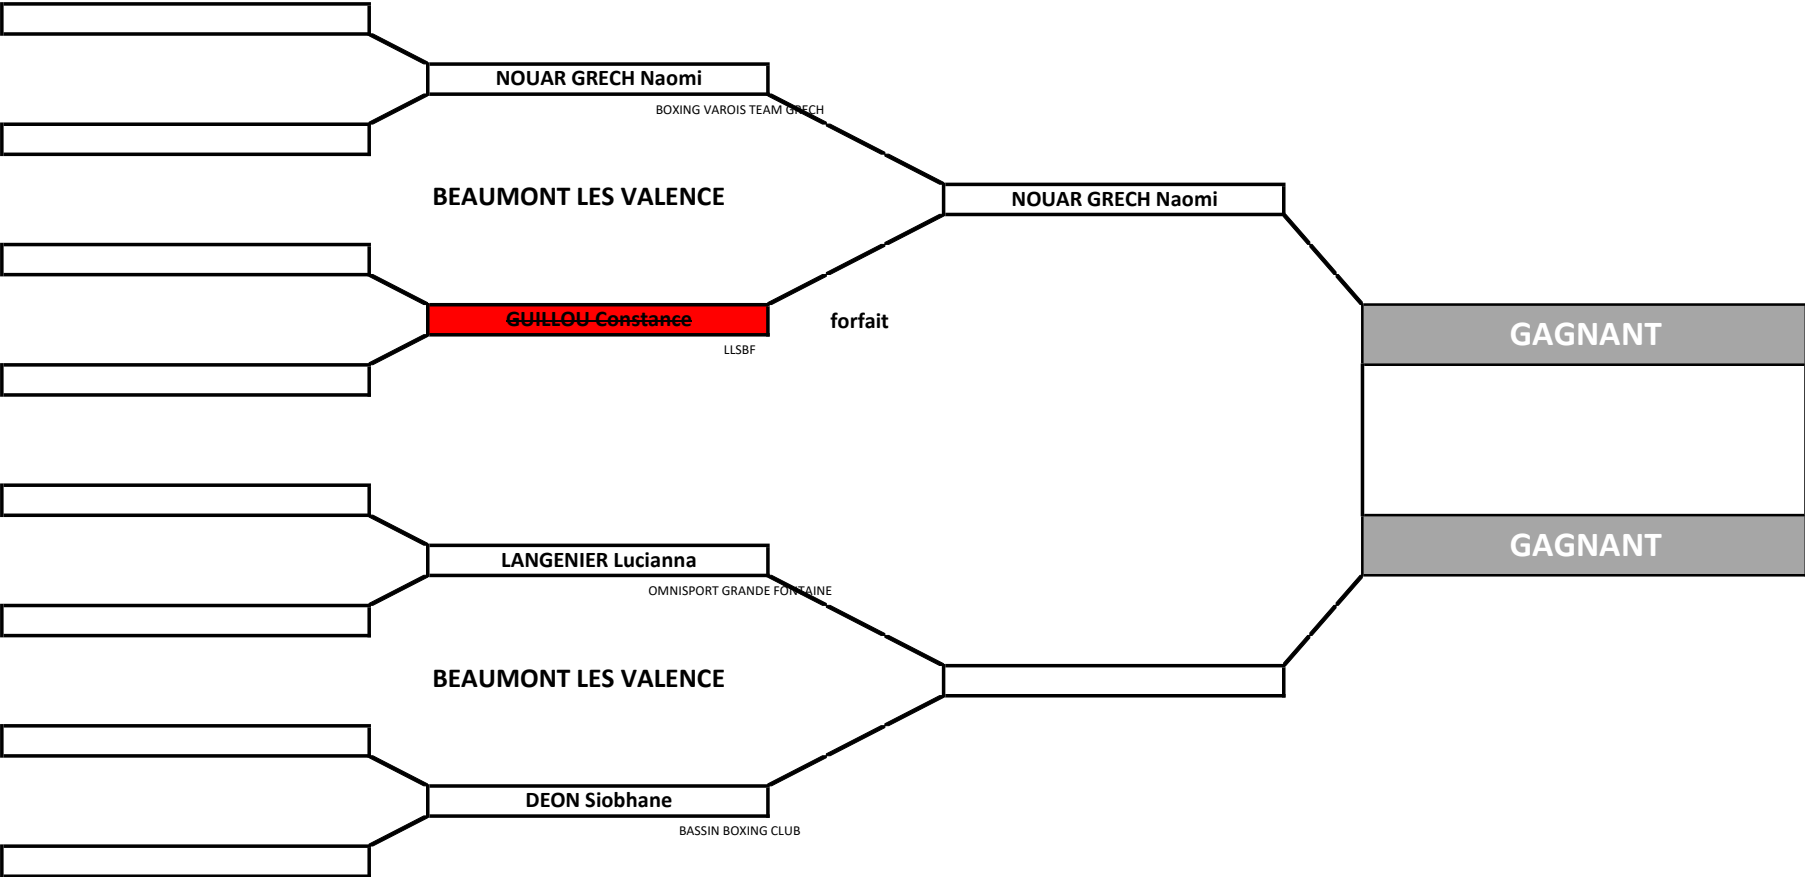 NOUAR GRECH Naomi
BOXING VAROIS TEAM GRECH
BEAUMONT LES VALENCE
NOUAR GRECH Naomi
GUILLOU Constance
forfait
LLSBF
GAGNANT
GAGNANT
LANGENIER Lucianna
OMNISPORT GRANDE FONTAINE
BEAUMONT LES VALENCE
DEON Siobhane
BASSIN BOXING CLUB